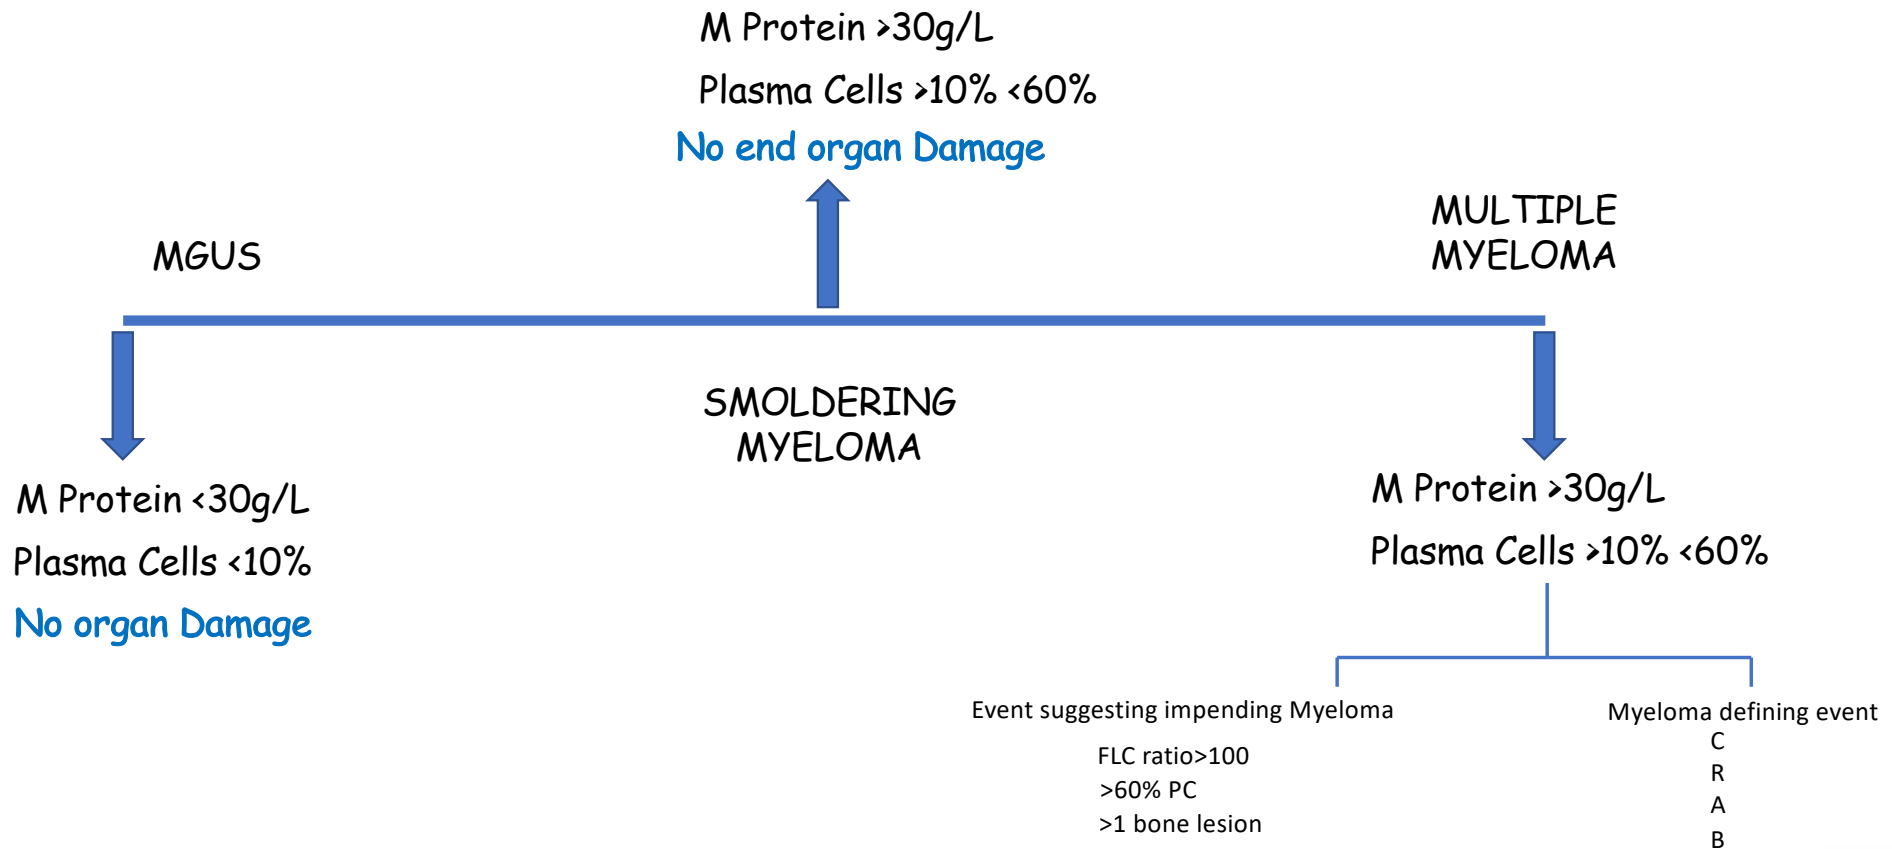 M Protein >30g/L
Plasma Cells >10% <60%
No end organ Damage
MGUS
MULTIPLE
MYELOMA
SMOLDERING
MYELOMA
M Protein <30g/L
Plasma Cells <10%
No organ Damage
M Protein >30g/L
Plasma Cells >10% <60%
Event suggesting impending Myeloma
FLC ratio>100
>60% PC
>1 bone lesion
Myeloma defining event
C
R
A
B